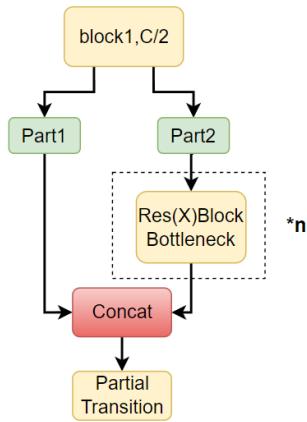 block1,C/2
Part1
Part2
Res(X)Block
Bottleneck
*n
Concat
Partial
Transition